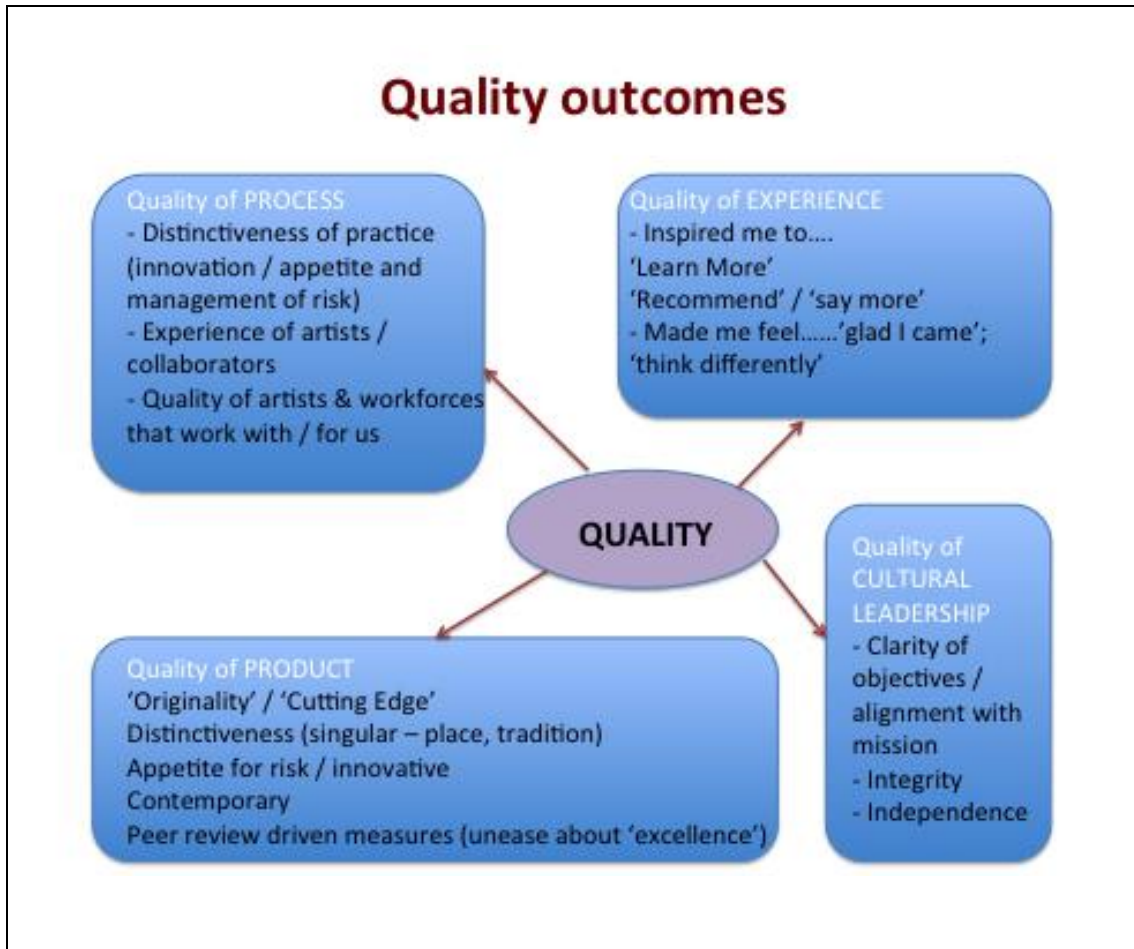 Quality outcomes
Quality of PROCESS
- Distinctiveness of practice
(innovation / appetite and
management of risk)
- Experience of artists /
collaborators
- Quality of artists & workforces
that work with / for us
Quality of EXPERIENCE
- Inspired me to....
‘Learn More’
‘Recommend’ / ‘say more’
- Made me feel......‘glad I came’;
‘think differently’
QUALITY
Quality of PRODUCT
‘Originality’ / ‘Cutting Edge’
Distinctiveness (singular – place, tradition)
Appetite for risk / innovative
Contemporary
Peer review driven measures (unease about ‘excellence’)
Quality of
CULTURAL
LEADERSHIP
- Clarity of
objectives /
alignment with
mission
- Integrity
- Independence